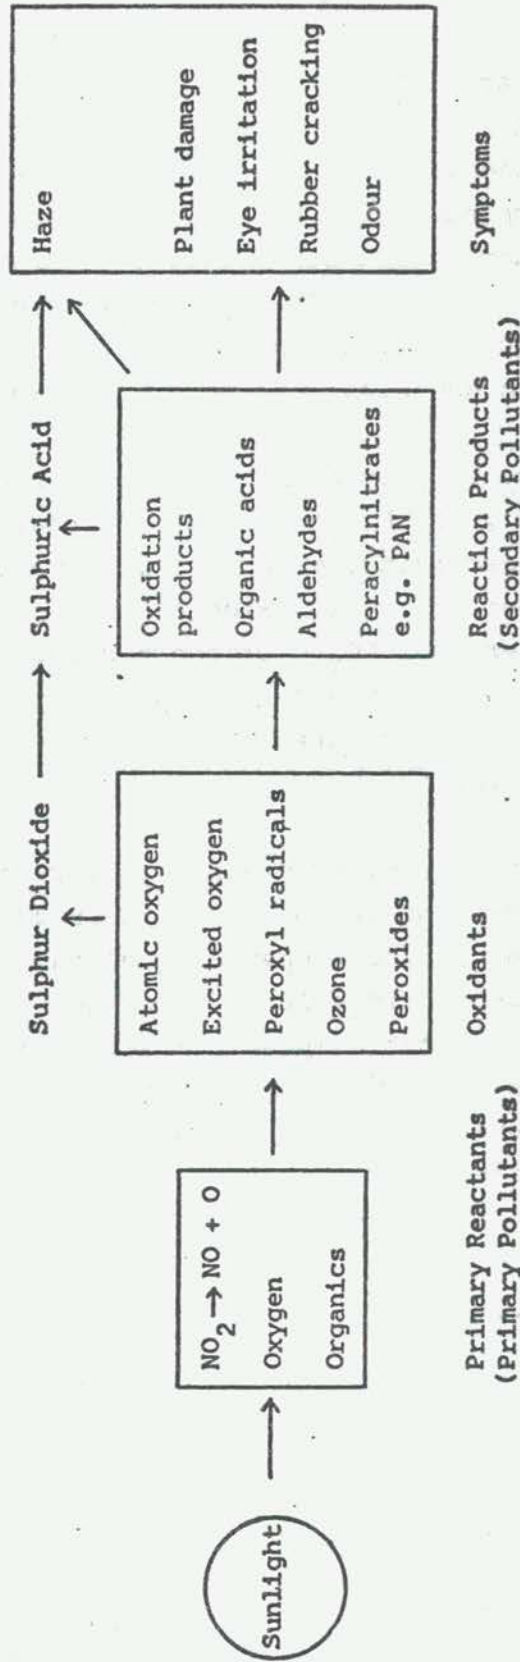 Sulphur Dioxide
Sulphuric Acid
Sunlight
NO2 → NO + O
Oxygen
Organics
Primary Reactants
(Primary Pollutants)
Atomic oxygen
Excited oxygen
Peroxyl radicals
Ozone
Peroxides
Oxidants
Oxidation
products
Organic acids
Aldehydes
Peracylnitrates
e.g. PAN
Reaction Products
(Secondary Pollutants)
Haze
Plant damage
Eye irritation
Rubber cracking
Odour
Symptoms